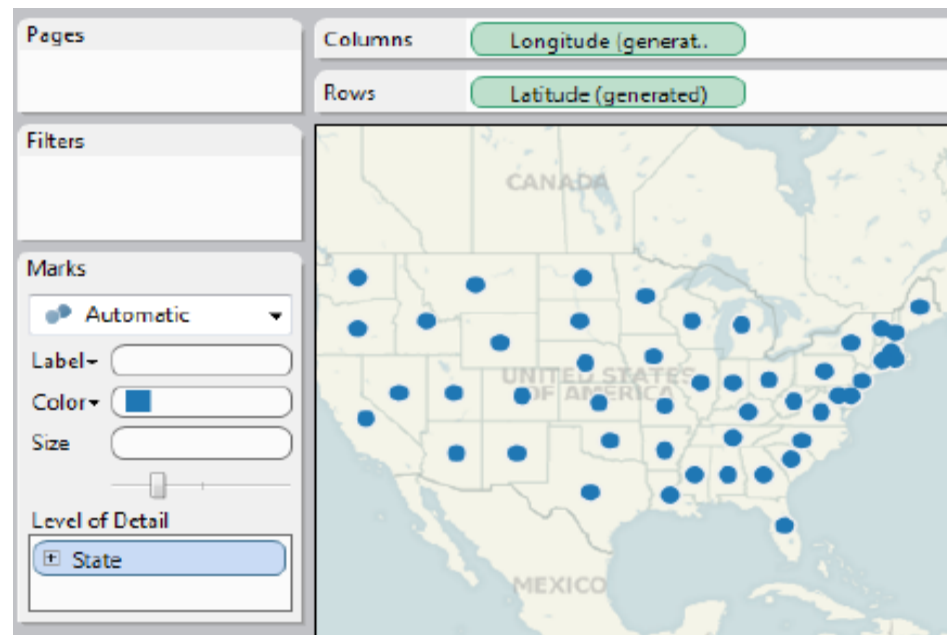 Pages
Columns
Longitude (generat..
Rows
Latitude (generated)
Filters
Marks
Automatic
Label
Color
Size
Level of Detail
State
CANADA
UNITED STATES
OF AMERICA
MEXICO